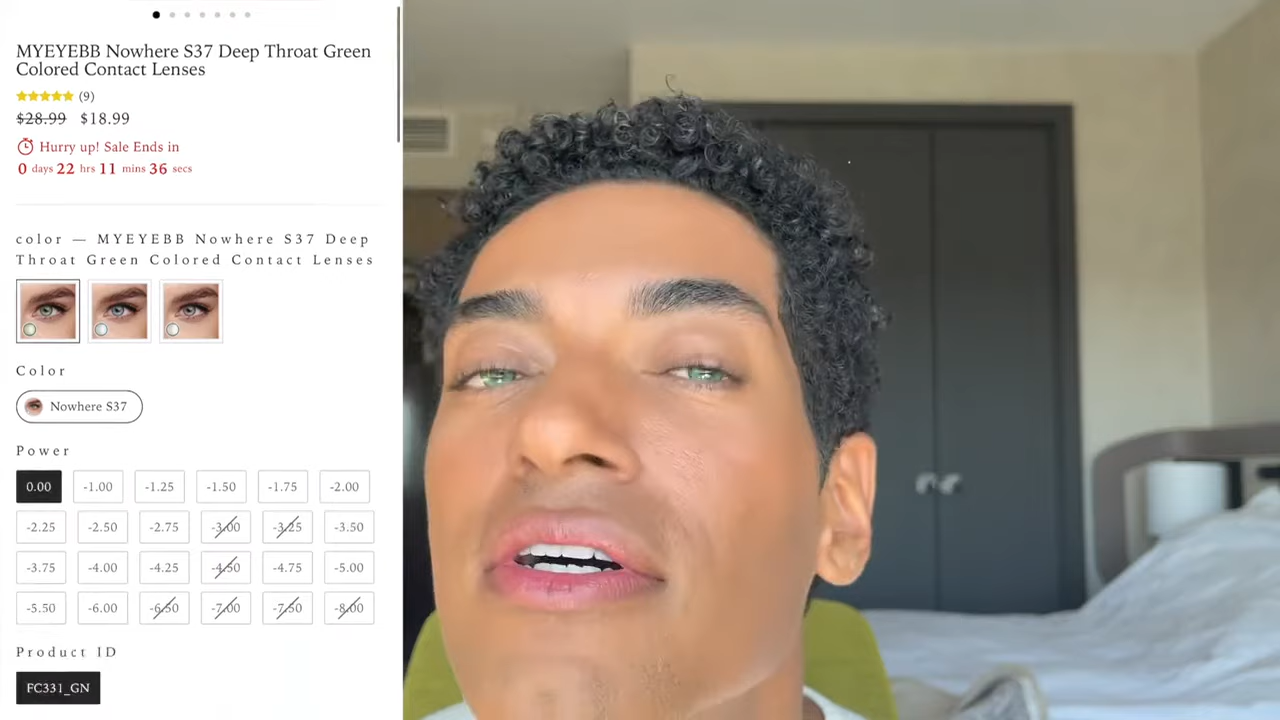 MYEYEBB Nowhere S37 Deep Throat Green
Colored Contact Lenses
(9)
$28.99 $18.99
Hurry up! Sale Ends in
0 days 22 hrs 11 mins 36 secs
color — MYEYEBB Nowhere S37 Deep
Throat Green Colored Contact Lenses
Color
Nowhere S37
Power
0.00 -1.00 -1.25 -1.50 -1.75 -2.00
-2.25 -2.50 -2.75 -3.00 -3.25 -3.50
-3.75 -4.00 -4.25 -4.50 -4.75 -5.00
-5.50 -6.00 -6.50 -7.00 -7.50 -8.00
Product ID
FC331_GN